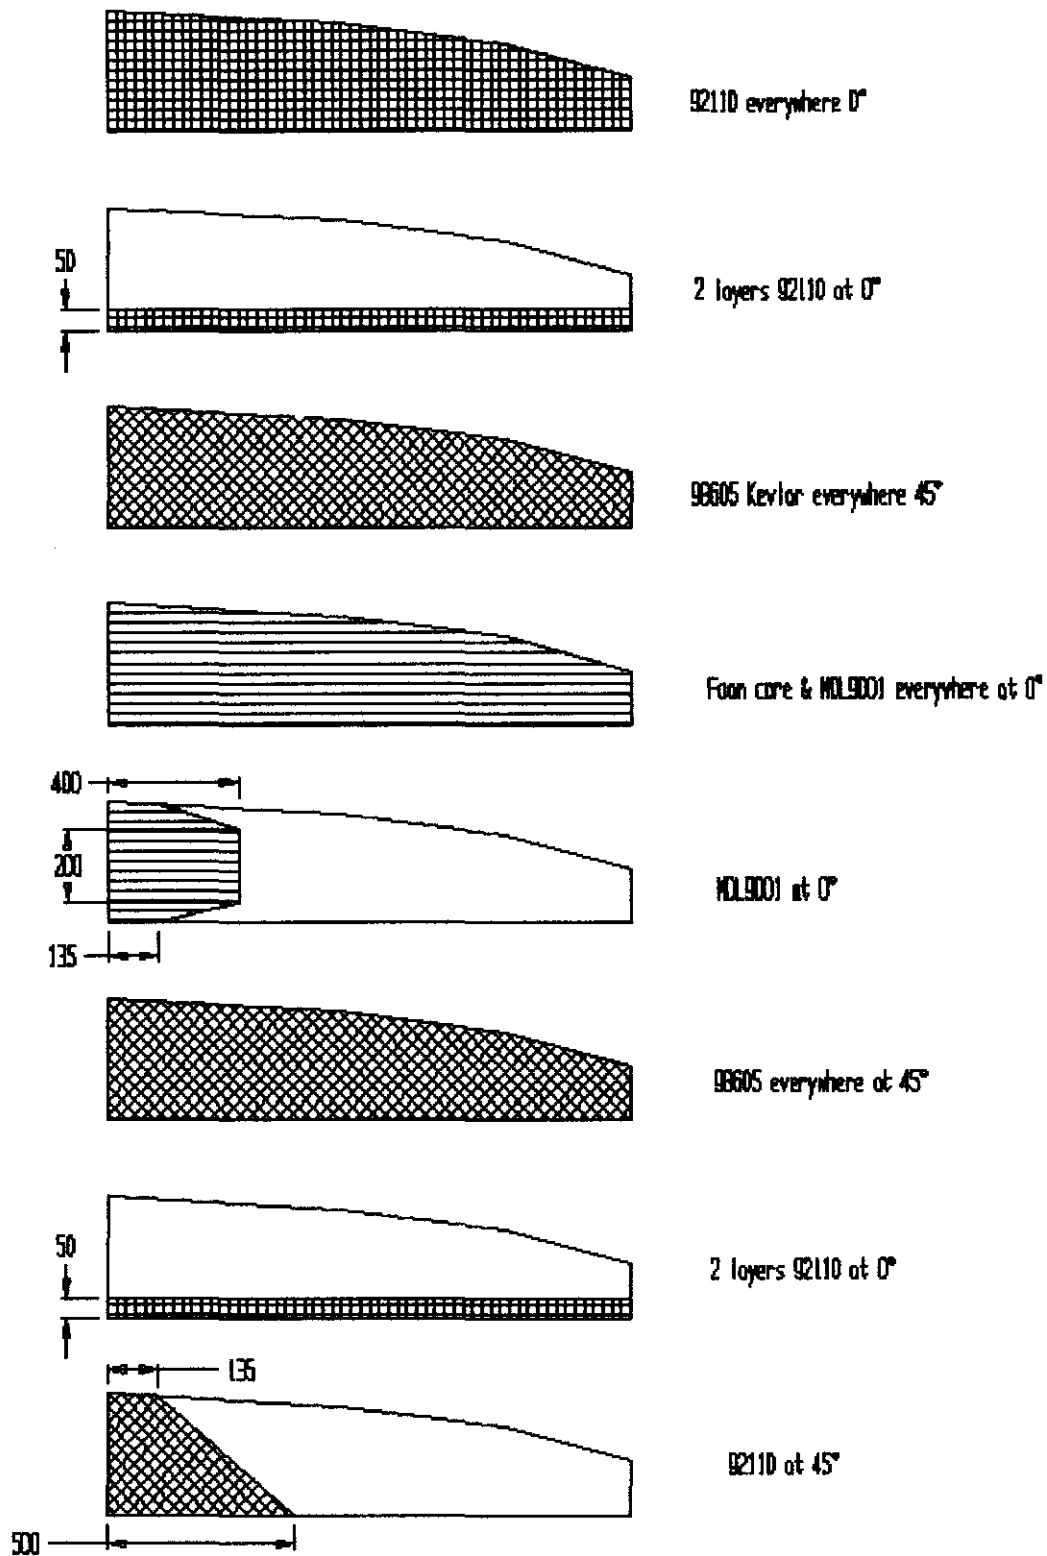 92110 everywhere 0°
50
2 layers 92110 at 0°
98605 Kevlar everywhere 45°
Foam core & MDL9001 everywhere at 0°
400
200
MDL9001 at 0°
135
98605 everywhere at 45°
50
2 layers 92110 at 0°
135
92110 at 45°
500